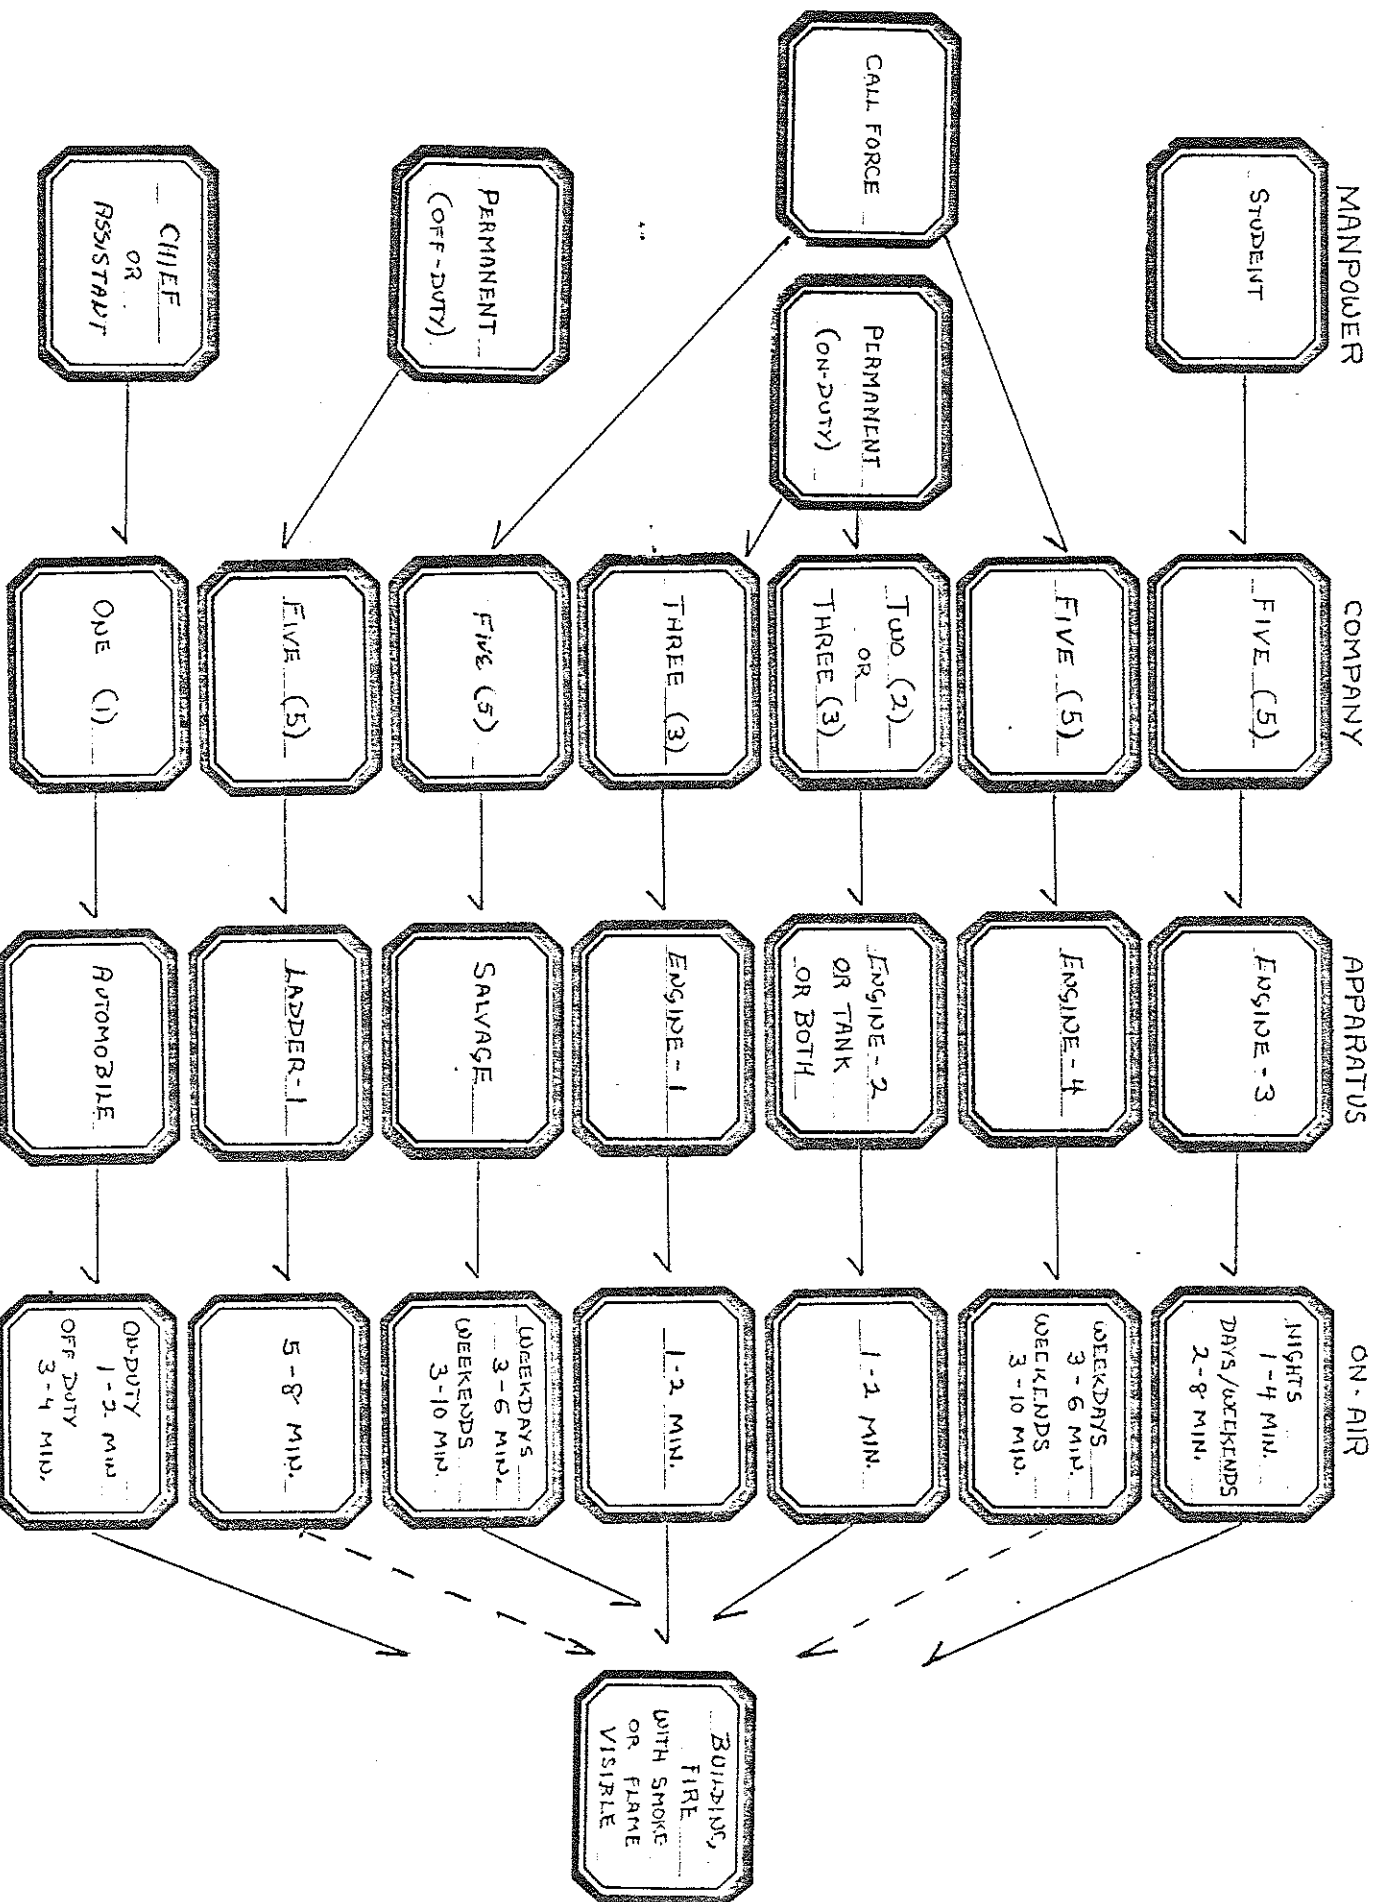 MANPOWER
COMPANY
APPARATUS
ON-AIR
STUDENT
FIVE (5)
ENGINE-3
NIGHTS
1-4 MIN.
DAYS/WEEKENDS
2-8 MIN.
CALL FORCE
FIVE (5)
ENGINE-4
WEEKDAYS
3-6 MIN.
WEEKENDS
3-10 MIN.
PERMANENT
(ON-DUTY)
TWO (2)
OR
THREE (3)
ENGINE-2
OR TANK
OR BOTH
1-2 MIN.
THREE (3)
ENGINE-1
1-2 MIN.
FIVE (5)
SALVAGE
WEEKDAYS
3-6 MIN.
WEEKENDS
3-10 MIN.
PERMANENT
(OFF-DUTY)
FIVE (5)
LADDER-1
5-8 MIN.
CHIEF
OR
ASSISTANT
ONE (1)
AUTOMOBILE
ON-DUTY
1-2 MIN
OFF DUTY
3-4 MIN.
BUILDING
FIRE
WITH SMOKE
OR FLAME
VISIBLE